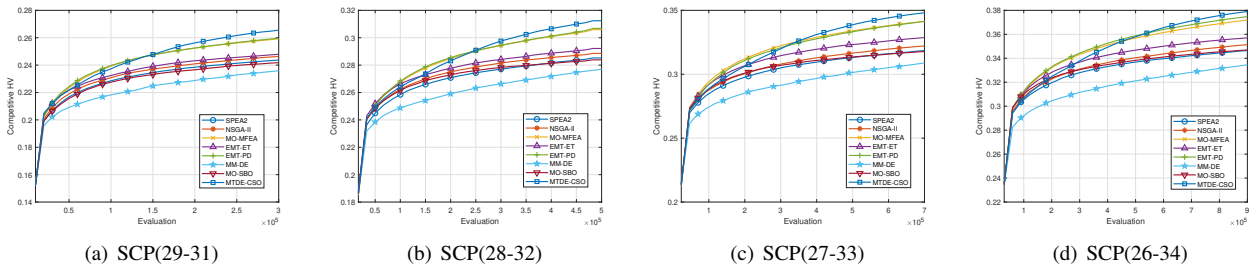 0.28
0.26
0.24
0.22
0.2
0.18
0.16
0.14
Competitive HV
0.5 1 1.5 2 2.5 3
Evaluation
×10⁵
SPEA2
NSGA-II
MO-MFEA
EMT-ET
EMT-PD
MM-DE
MO-SBO
MTDE-CSO
(a) SCP(29-31)
0.32
0.3
0.28
0.26
0.24
0.22
0.2
0.18
Competitive HV
0.5 1 1.5 2 2.5 3 3.5 4 4.5 5
Evaluation
×10⁵
SPEA2
NSGA-II
MO-MFEA
EMT-ET
EMT-PD
MM-DE
MO-SBO
MTDE-CSO
(b) SCP(28-32)
0.35
0.3
0.25
0.2
Competitive HV
1 2 3 4 5 6 7
Evaluation
×10⁵
SPEA2
NSGA-II
MO-MFEA
EMT-ET
EMT-PD
MM-DE
MO-SBO
MTDE-CSO
(c) SCP(27-33)
0.38
0.36
0.34
0.32
0.3
0.28
0.26
0.24
0.22
Competitive HV
1 2 3 4 5 6 7 8 9
Evaluation
×10⁵
SPEA2
NSGA-II
MO-MFEA
EMT-ET
EMT-PD
MM-DE
MO-SBO
MTDE-CSO
(d) SCP(26-34)